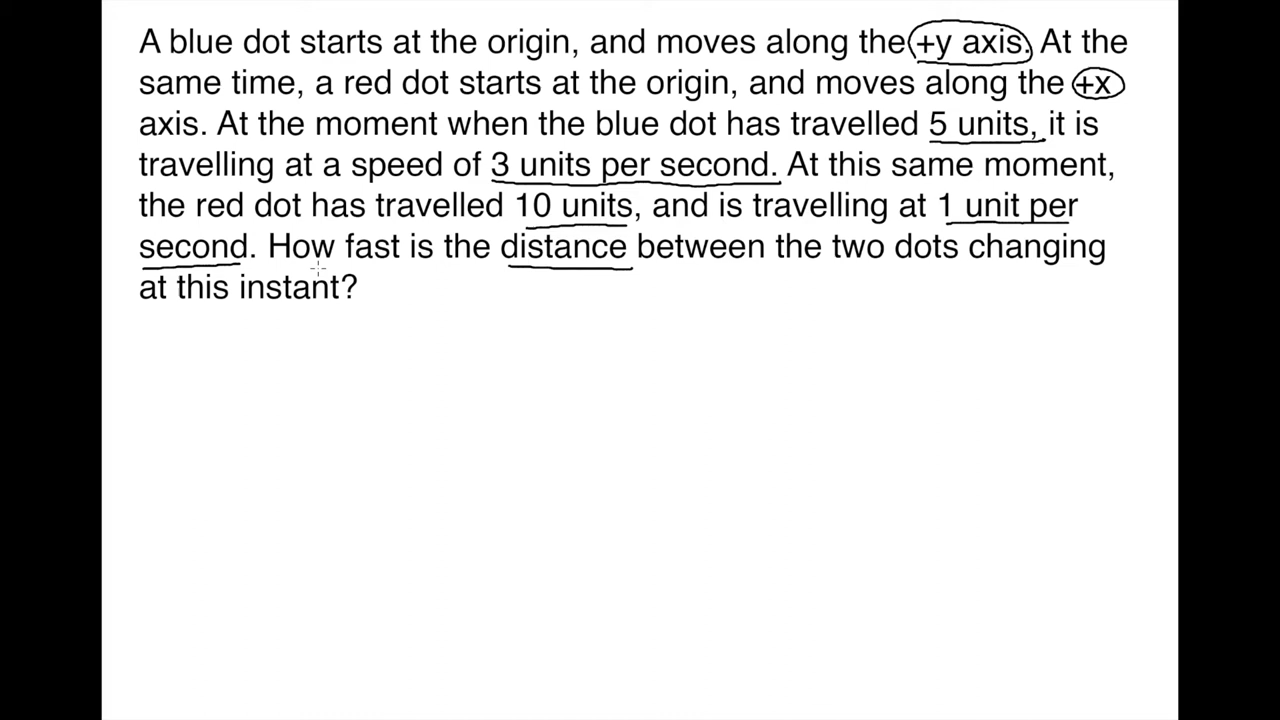 A blue dot starts at the origin, and moves along the +y axis. At the
same time, a red dot starts at the origin, and moves along the +x
axis. At the moment when the blue dot has travelled 5 units, it is
travelling at a speed of 3 units per second. At this same moment,
the red dot has travelled 10 units, and is travelling at 1 unit per
second. How fast is the distance between the two dots changing
at this instant?